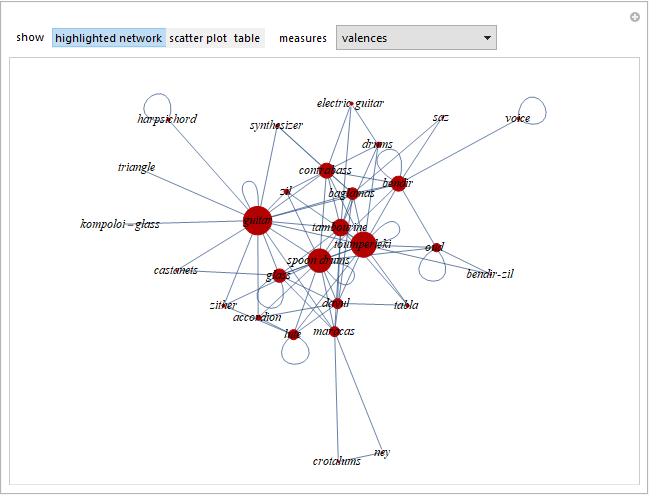 show highlighted network scatter plot table measures valences
electric guitar
harpsichord
synthesizer
saz
voice
drums
triangle
contrabass
zil
baglamas
bendir
kompoloi-glass
guitar
tambourine
toumperleki
oud
castanets
glass
spoon drums
bendir-zil
zither
accordion
davul
tabla
lute
maracas
crotalums
ney